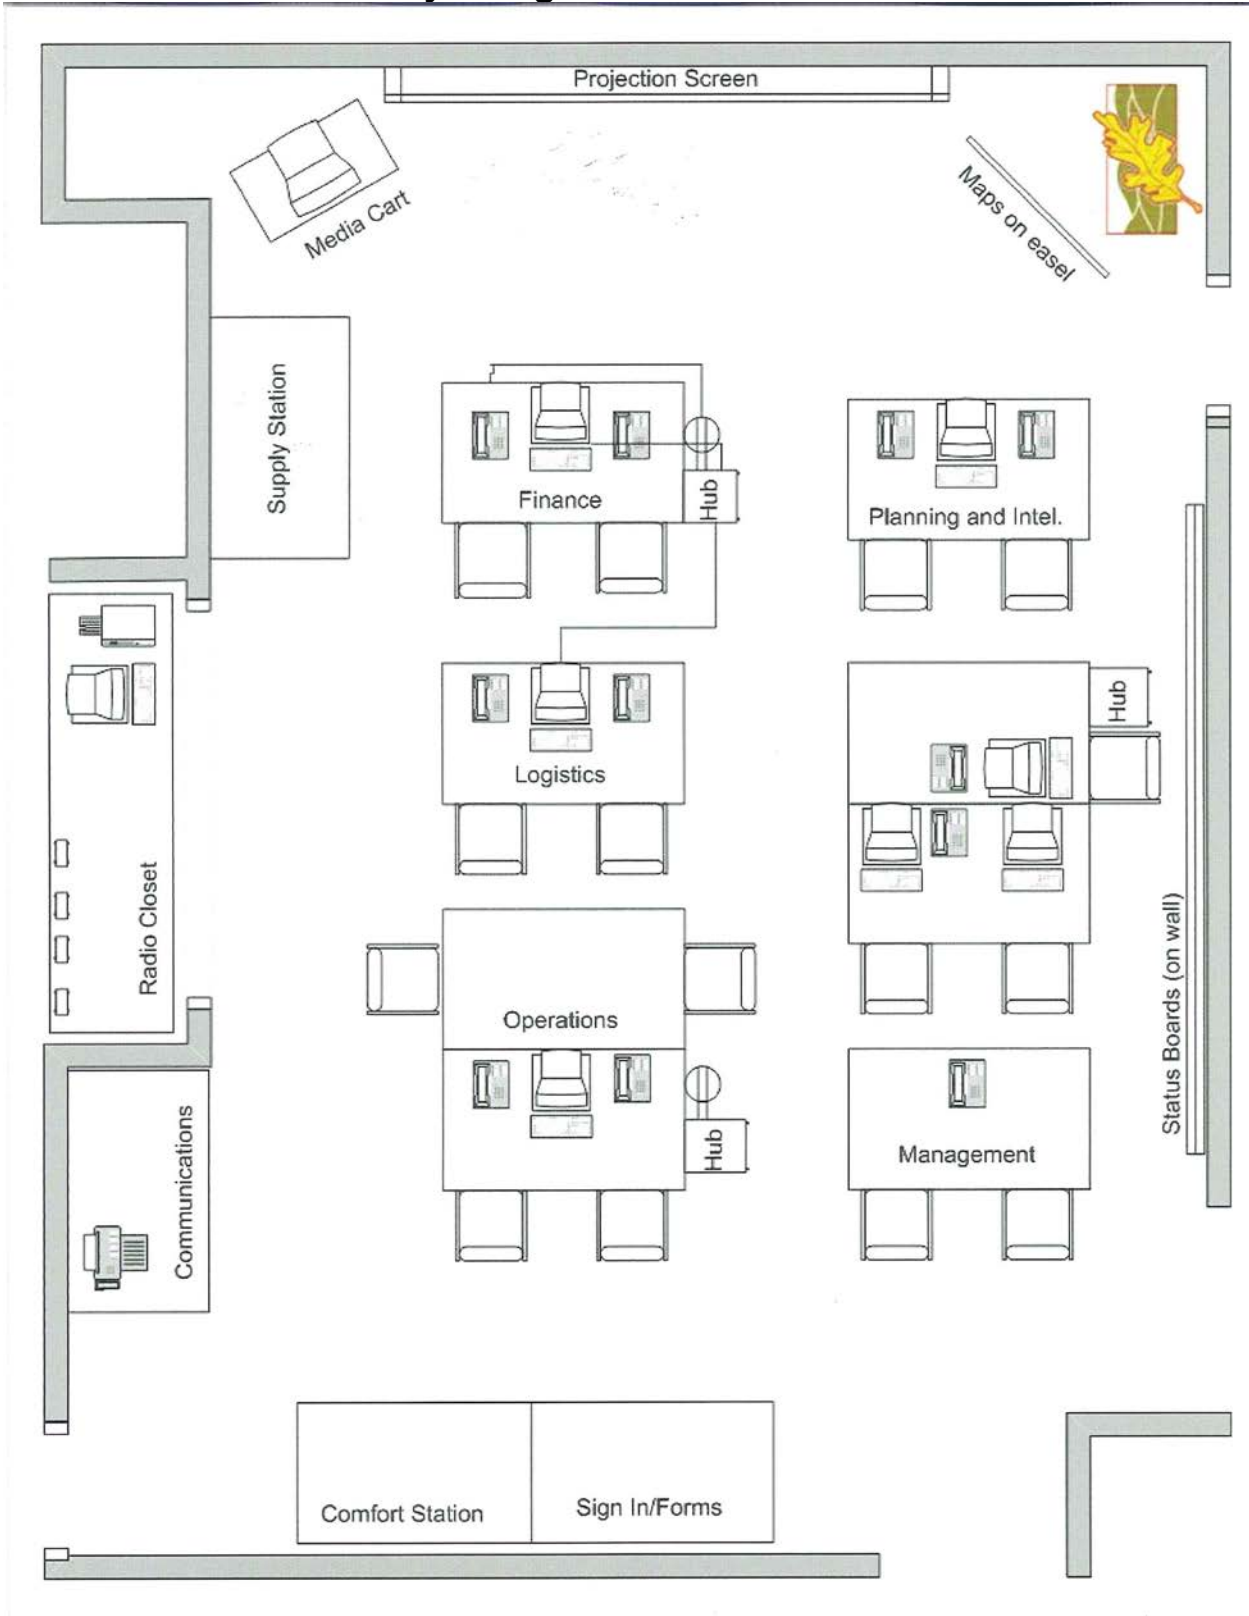 Projection Screen
Media Cart
Maps on easel
Supply Station
Finance
Hub
Planning and Intel.
Logistics
Hub
Radio Closet
Operations
Hub
Status Boards (on wall)
Management
Communications
Comfort Station
Sign In/Forms